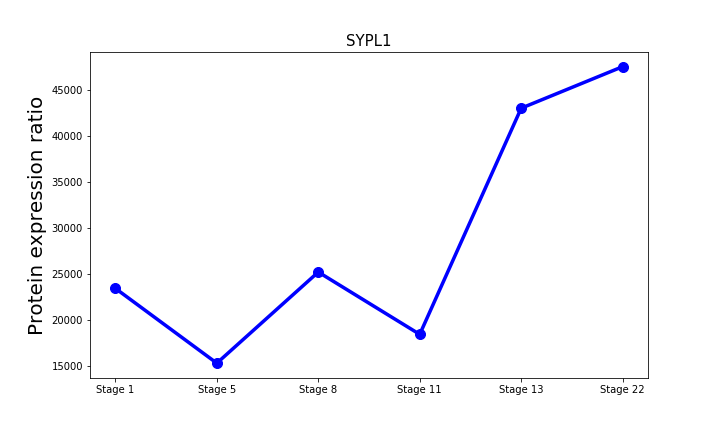 SYPL1
Protein expression ratio
45000
40000
35000
30000
25000
20000
15000
Stage 1 Stage 5 Stage 8 Stage 11 Stage 13 Stage 22